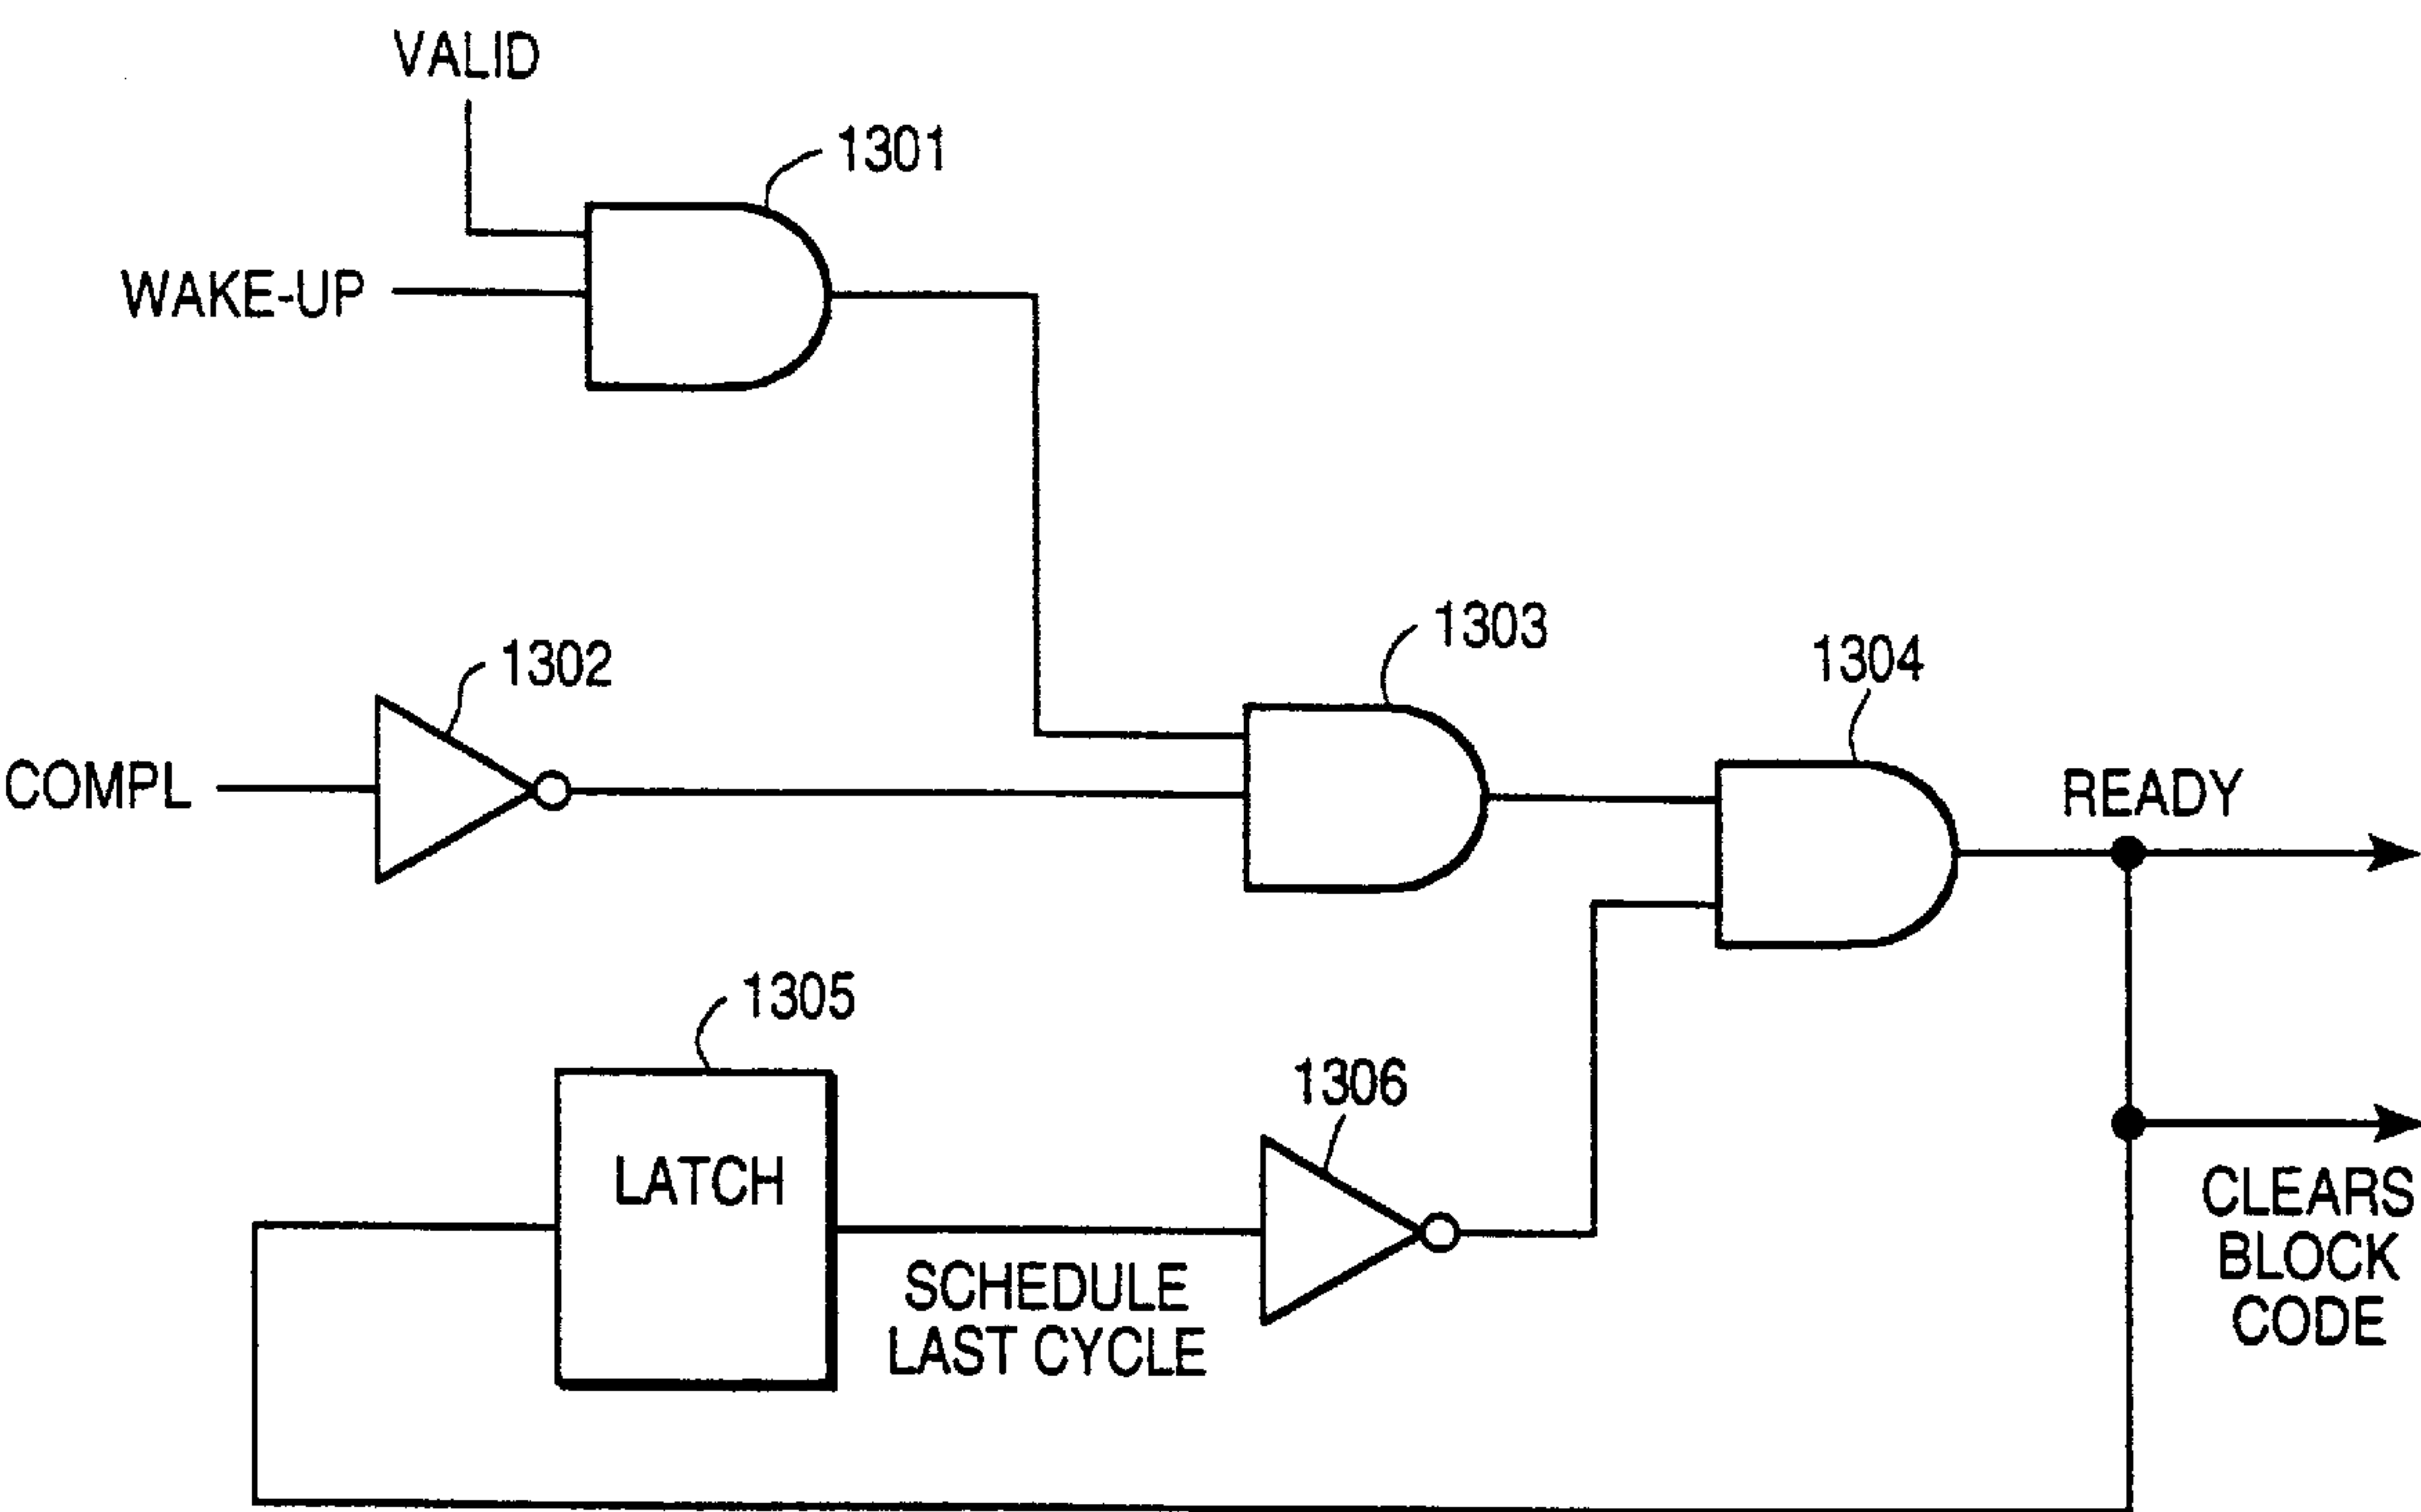 VALID
1301
WAKE-UP
1302
1303
1304
COMPL
READY
1305
LATCH
1306
SCHEDULE
LAST CYCLE
CLEARS
BLOCK
CODE